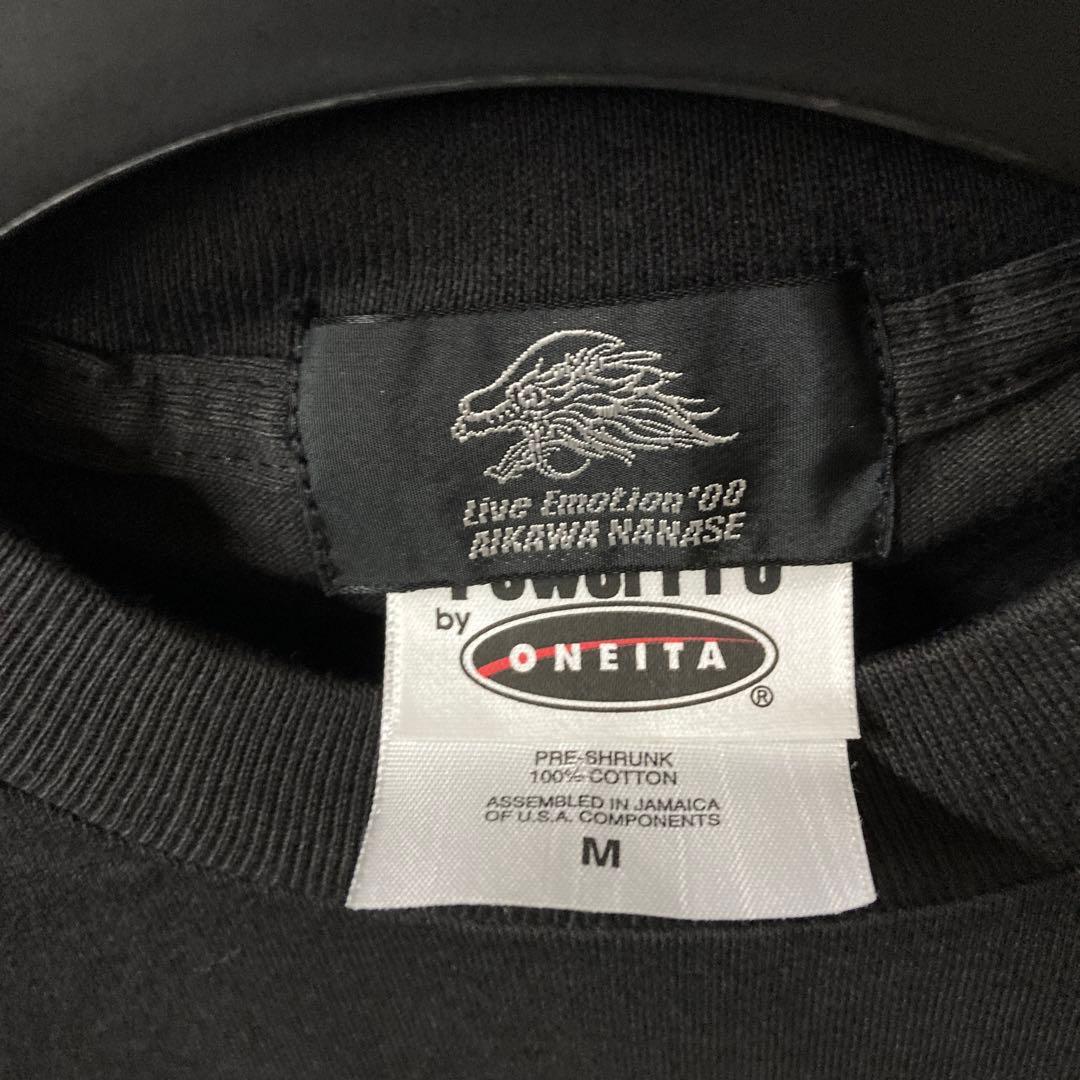 Live Emotion'00
AIKAWA NANASE
by
ONEITA
®
PRE-SHRUNK
100% COTTON
ASSEMBLED IN JAMAICA
OF U.S.A. COMPONENTS
M